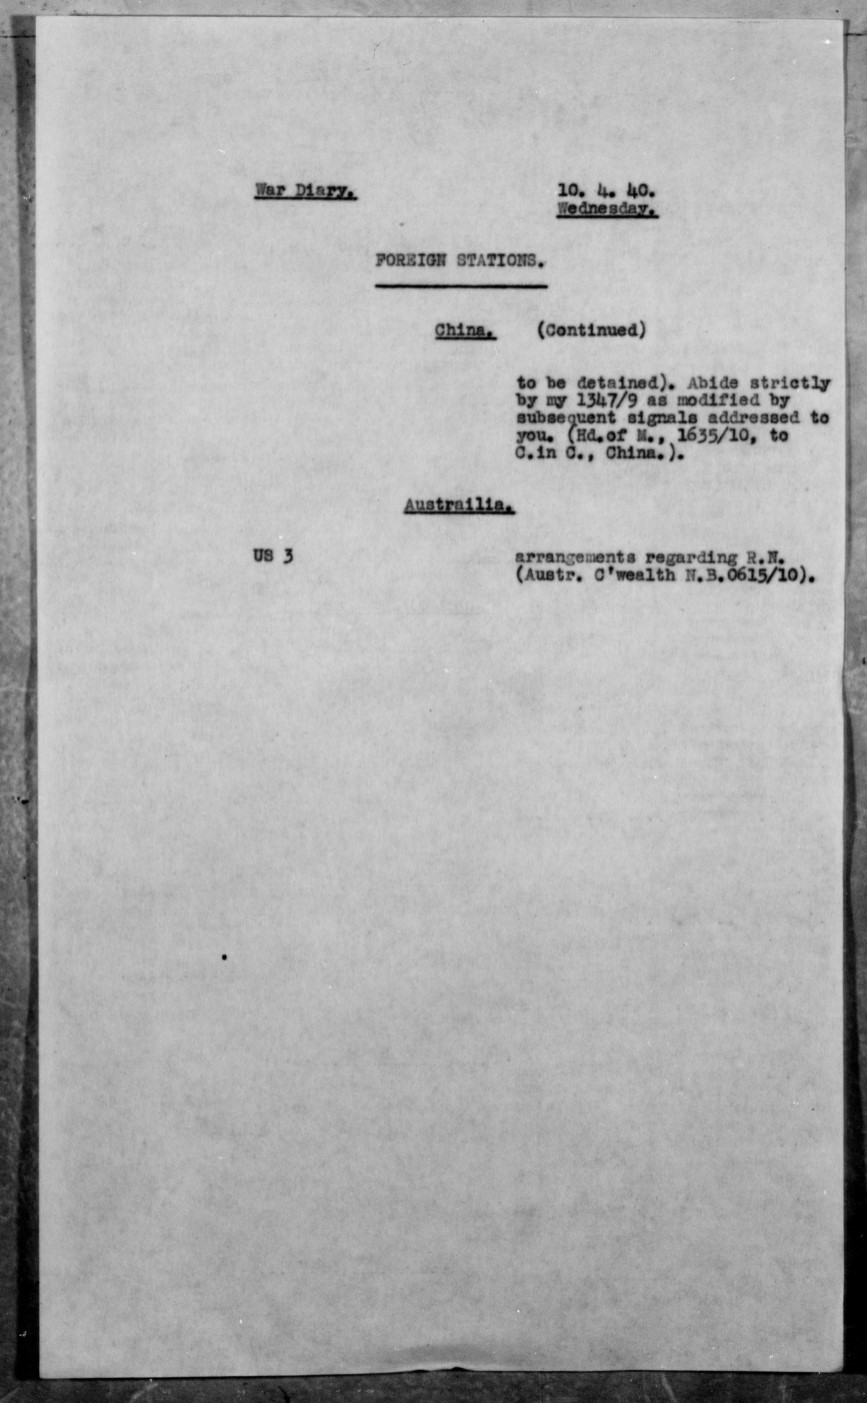 War Diary.
10. 4. 40.
Wednesday.
FOREIGN STATIONS.
China. (Continued)
to be detained). Abide strictly
by my 1347/9 as modified by
subsequent signals addressed to
you. (Hd.of M., 1635/10, to
C.in C., China.).
Austrailia.
US 3
arrangements regarding R.N.
(Austr. C'wealth N.B.0615/10).